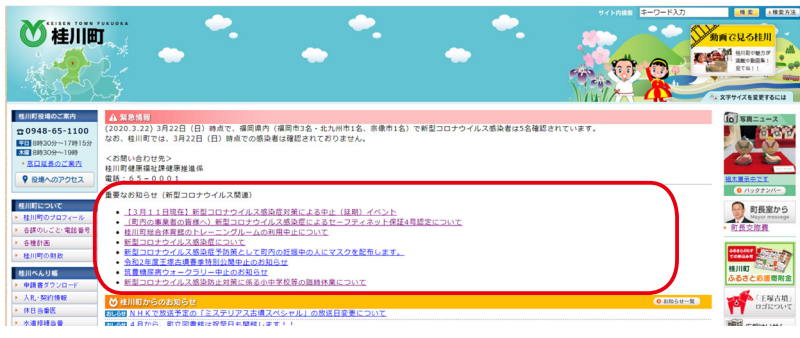 サイト内検索 キーワード入力 検索 検索方法
KEISEN TOWN FUKUOKA
桂川町
動画で見る桂川
桂川町の魅力が
満載の動画集！
見てね！！
文字サイズを変更するには
桂川町役場のご案内
☎0948-65-1100
平日 8時30分～17時15分
水曜 8時30分～19時
窓口延長のご案内
役場へのアクセス
桂川町について
桂川町のプロフィール
各課のしごと・電話番号
各種計画
桂川町の財政
桂川べんり帳
申請書ダウンロード
入札・契約情報
休日当番医
水道修理当番
緊急情報
(2020.3.22) 3月22日（日）時点で、福岡県内（福岡市3名・北九州市1名、宗像市1名）で新型コロナウイルス感染者は5名確認されています。
なお、桂川町では、3月22日（日）時点の感染者は確認されておりません。
＜お問い合わせ先＞
桂川町健康福祉課健康推進係
電話：６５－０００１
重要なお知らせ（新型コロナウイルス関連）
【３月１１日現在】新型コロナウイルス感染症対策による中止（延期）イベント
（町内の事業者の皆様へ）新型コロナウイルス感染症によるセーフティネット保証4号認定について
桂川町総合体育館のトレーニングルームの利用中止について
新型コロナウイルス感染症について
新型コロナウイルス感染症予防策として町内の妊娠中の人にマスクを配布します。
令和2年度王塚古墳春季特別公開中止のお知らせ
筑豊糖尿病ウォークラリー中止のお知らせ
新型コロナウイルス感染防止対策に係る小中学校等の臨時休業について
桂川町からのお知らせ
お知らせ一覧
お知らせ ＮＨＫで放送予定の「ミステリアス古墳スペシャル」の放送日変更について
お知らせ ４月から、町立図書館は祝祭日も開館します！！
写真ニュース
雛木展示中です
バックナンバー
町長室から
Mayor message
町長交際費
桂川町
ふるさと応援寄附金
「王塚古墳」
ロゴについて